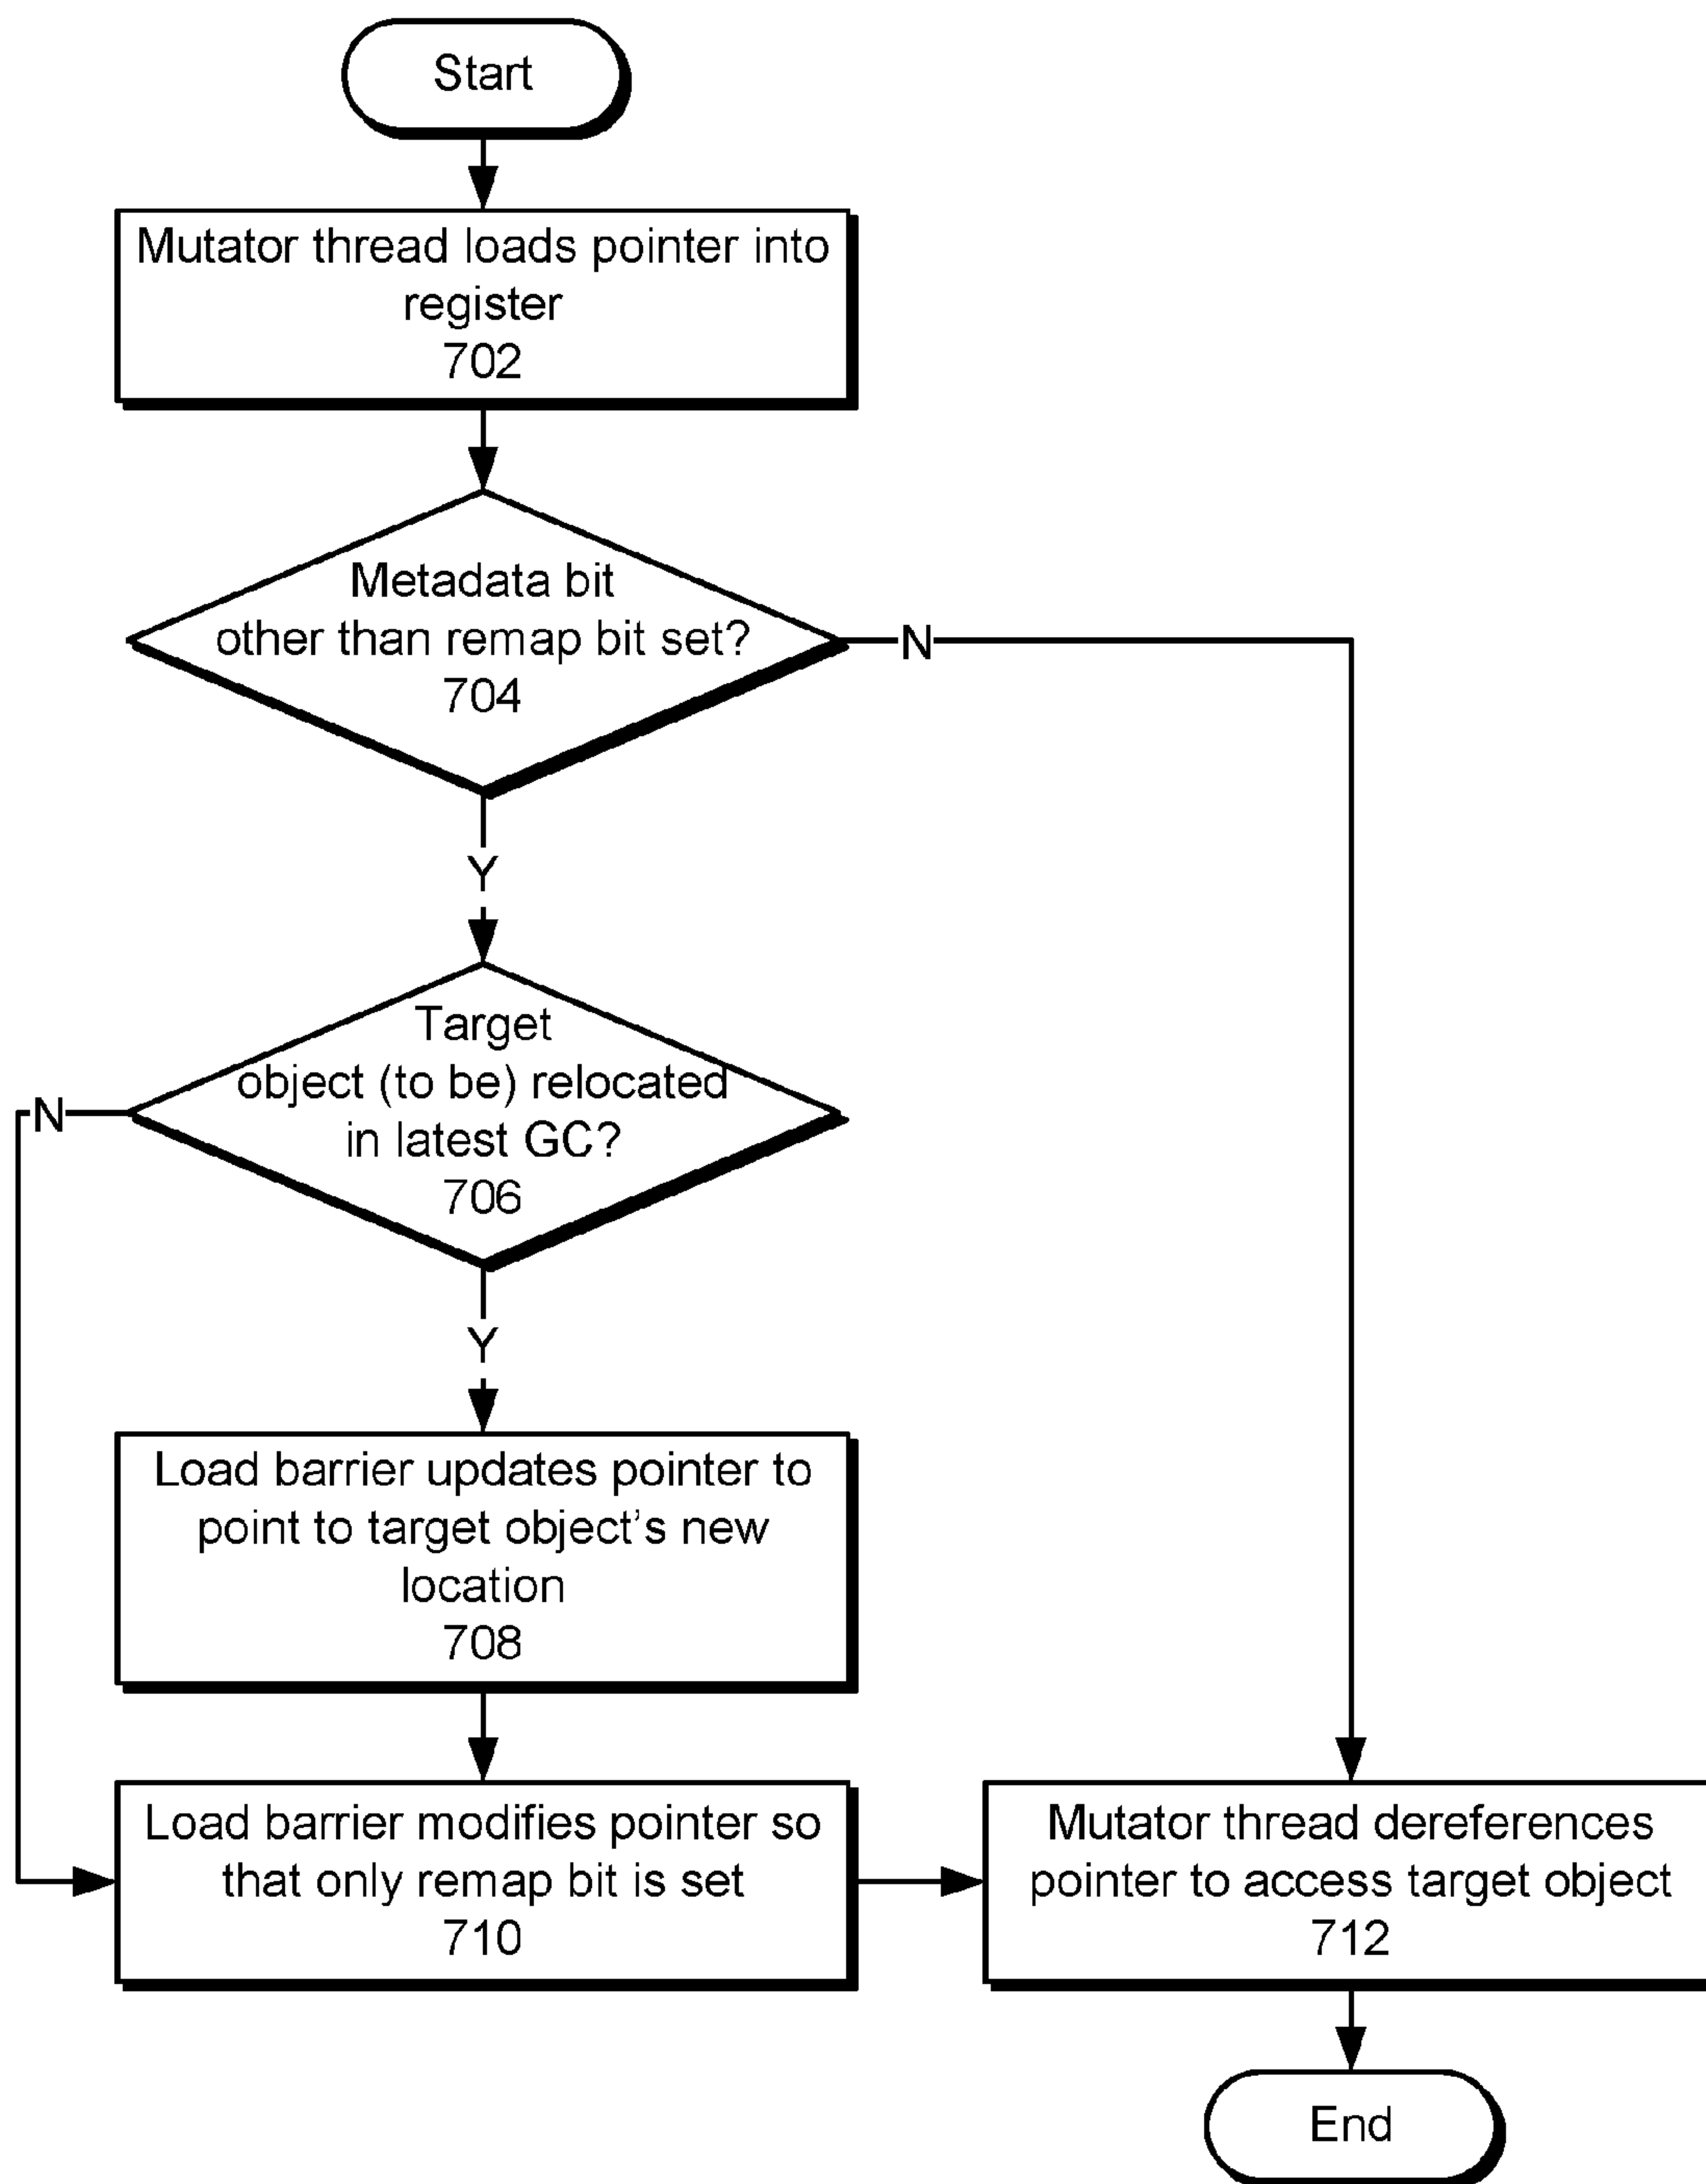 Start
Mutator thread loads pointer into
register
702
Metadata bit
other than remap bit set?
704
N
Y
Target
object (to be) relocated
in latest GC?
706
N
Y
Load barrier updates pointer to
point to target object's new
location
708
Load barrier modifies pointer so
that only remap bit is set
710
Mutator thread dereferences
pointer to access target object
712
End